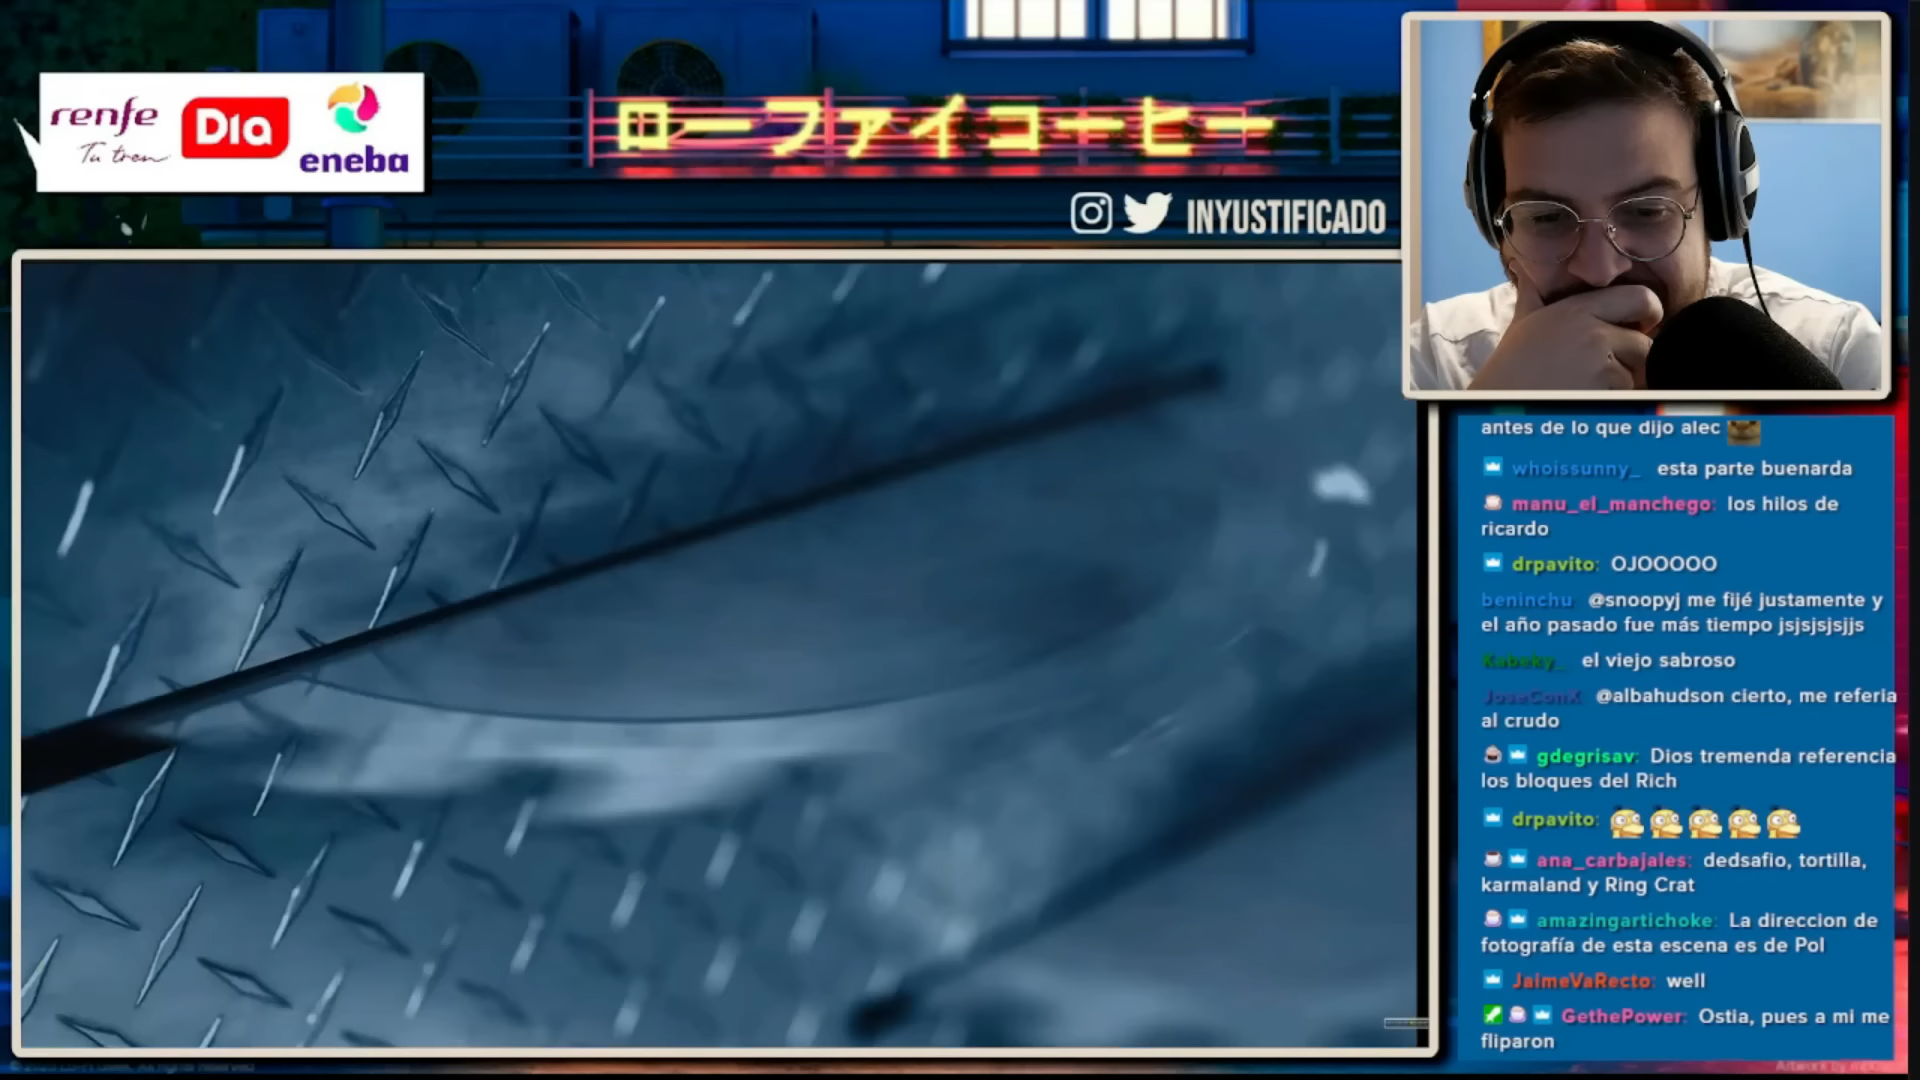 renfe
Tu tren
Dia
eneba
ローファイコーヒー
INYUSTIFICADO
antes de lo que dijo alec
whoissunny_ esta parte buenarda
manu_el_manchego: los hilos de
ricardo
drpavito: OJOOOOO
beninchu: @snoopyj me fijé justamente y
el año pasado fue más tiempo jsjsjsjsjjs
Kabeky_ el viejo sabroso
JoseConX @albahudson cierto, me referia
al crudo
gdegrisav: Dios tremenda referencia
los bloques del Rich
drpavito:
ana_carbajales: dedsafio, tortilla,
karmaland y Ring Crat
amazingartichoke: La direccion de
fotografía de esta escena es de Pol
JaimeVaRecto: well
GethePower: Ostia, pues a mi me
fliparon